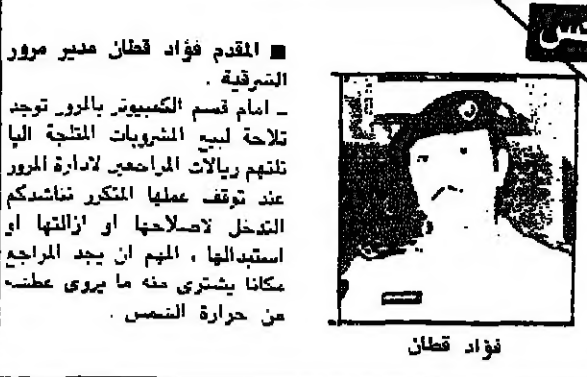 ■ المقدم فؤاد قطان مدير مرور
الشرقية .
ـ امام قسم الكمبيوتر بالمرور توجد
ثلاجة لبيع المشروبات المثلجة اليا
تلتهم ريالات المراجعين لادارة المرور
عند توقف عملها المتكرر نناشدكم
التدخل لاصلاحها او ازالتها او
استبدالها ، المهم ان يجد المراجع
مكانا يشتري منه ما يروي عطشه
من حرارة الشمس .
فؤاد قطان